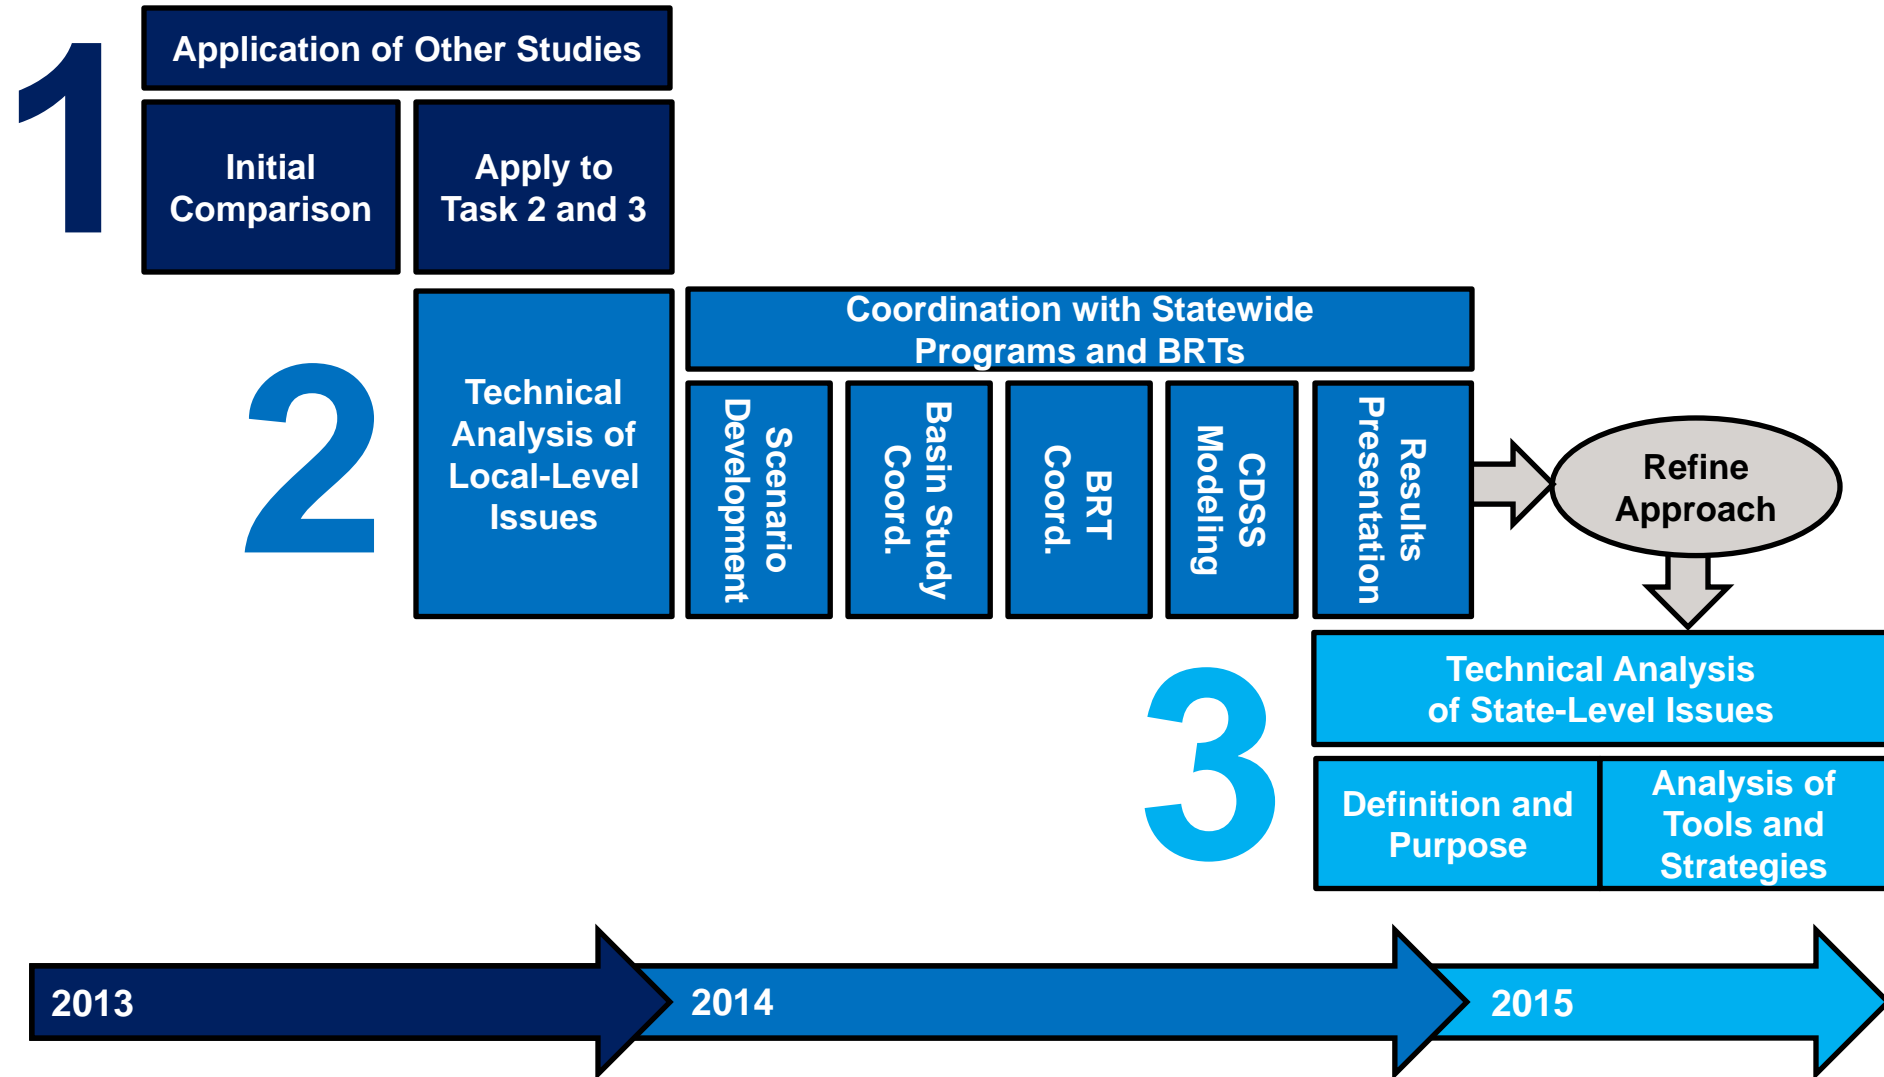 1
Application of Other Studies
Initial
Comparison
Apply to
Task 2 and 3
2
Technical
Analysis of
Local-Level
Issues
Coordination with Statewide
Programs and BRTs
Scenario
Development
Basin Study
Coord.
BRT
Coord.
CDSS
Modeling
Results
Presentation
Refine
Approach
3
Technical Analysis
of State-Level Issues
Definition and
Purpose
Analysis of
Tools and
Strategies
2013
2014
2015